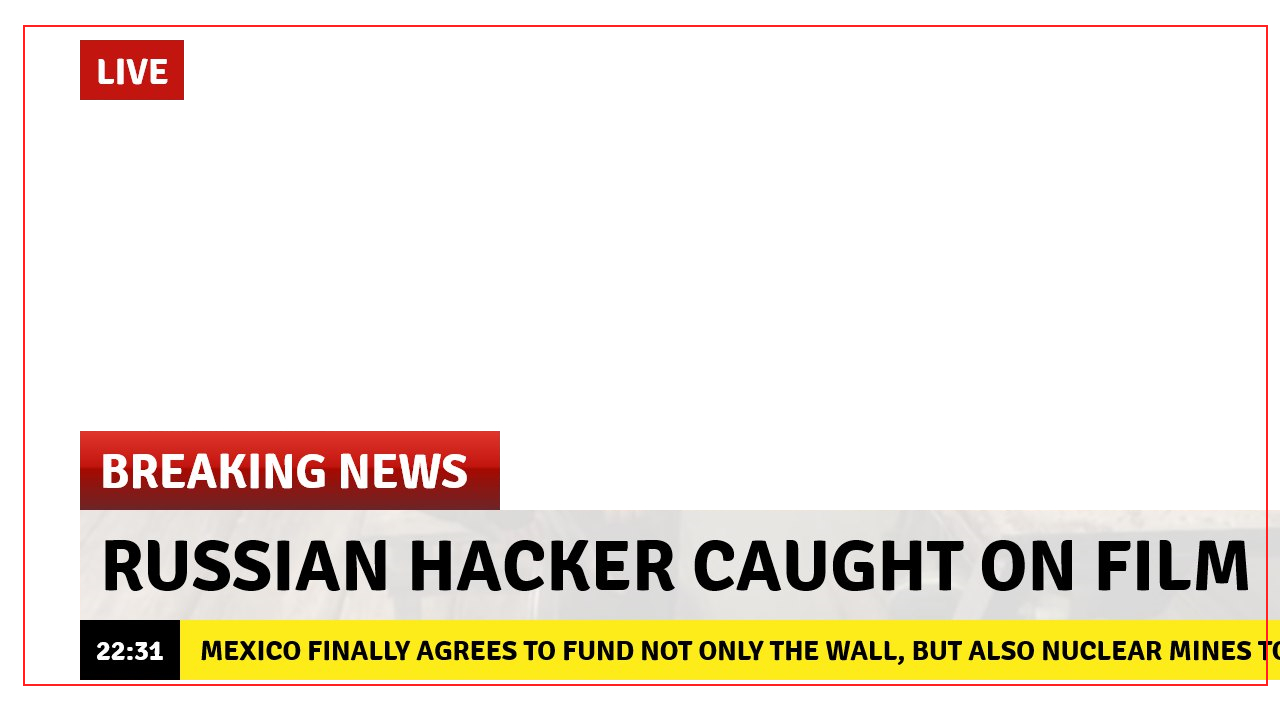 LIVE
BREAKING NEWS
RUSSIAN HACKER CAUGHT ON FILM
22:31 MEXICO FINALLY AGREES TO FUND NOT ONLY THE WALL, BUT ALSO NUCLEAR MINES TO